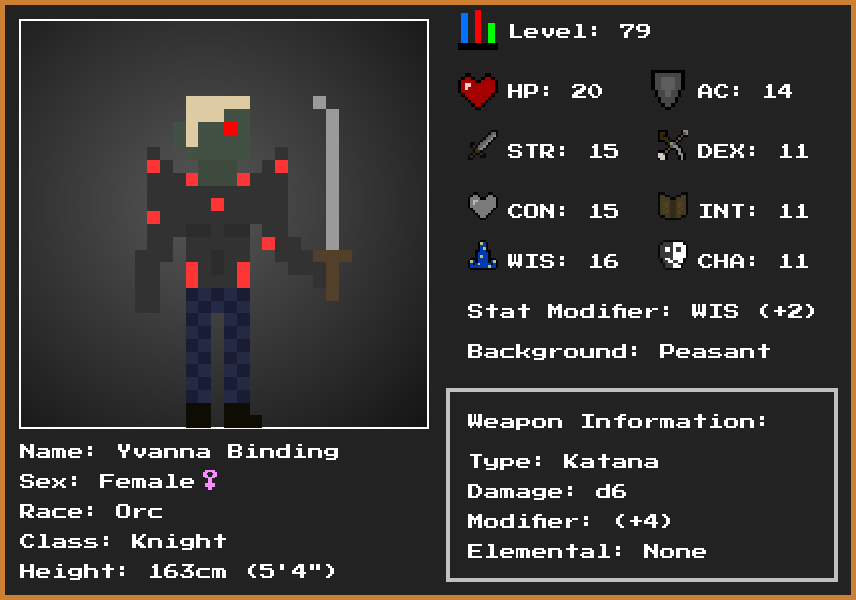 Level: 79
HP: 20
AC: 14
STR: 15
DEX: 11
CON: 15
INT: 11
WIS: 16
CHA: 11
Stat Modifier: WIS (+2)
Background: Peasant
Weapon Information:
Type: Katana
Damage: d6
Modifier: (+4)
Elemental: None
Name: Yvanna Binding
Sex: Female♀
Race: Orc
Class: Knight
Height: 163cm (5'4")